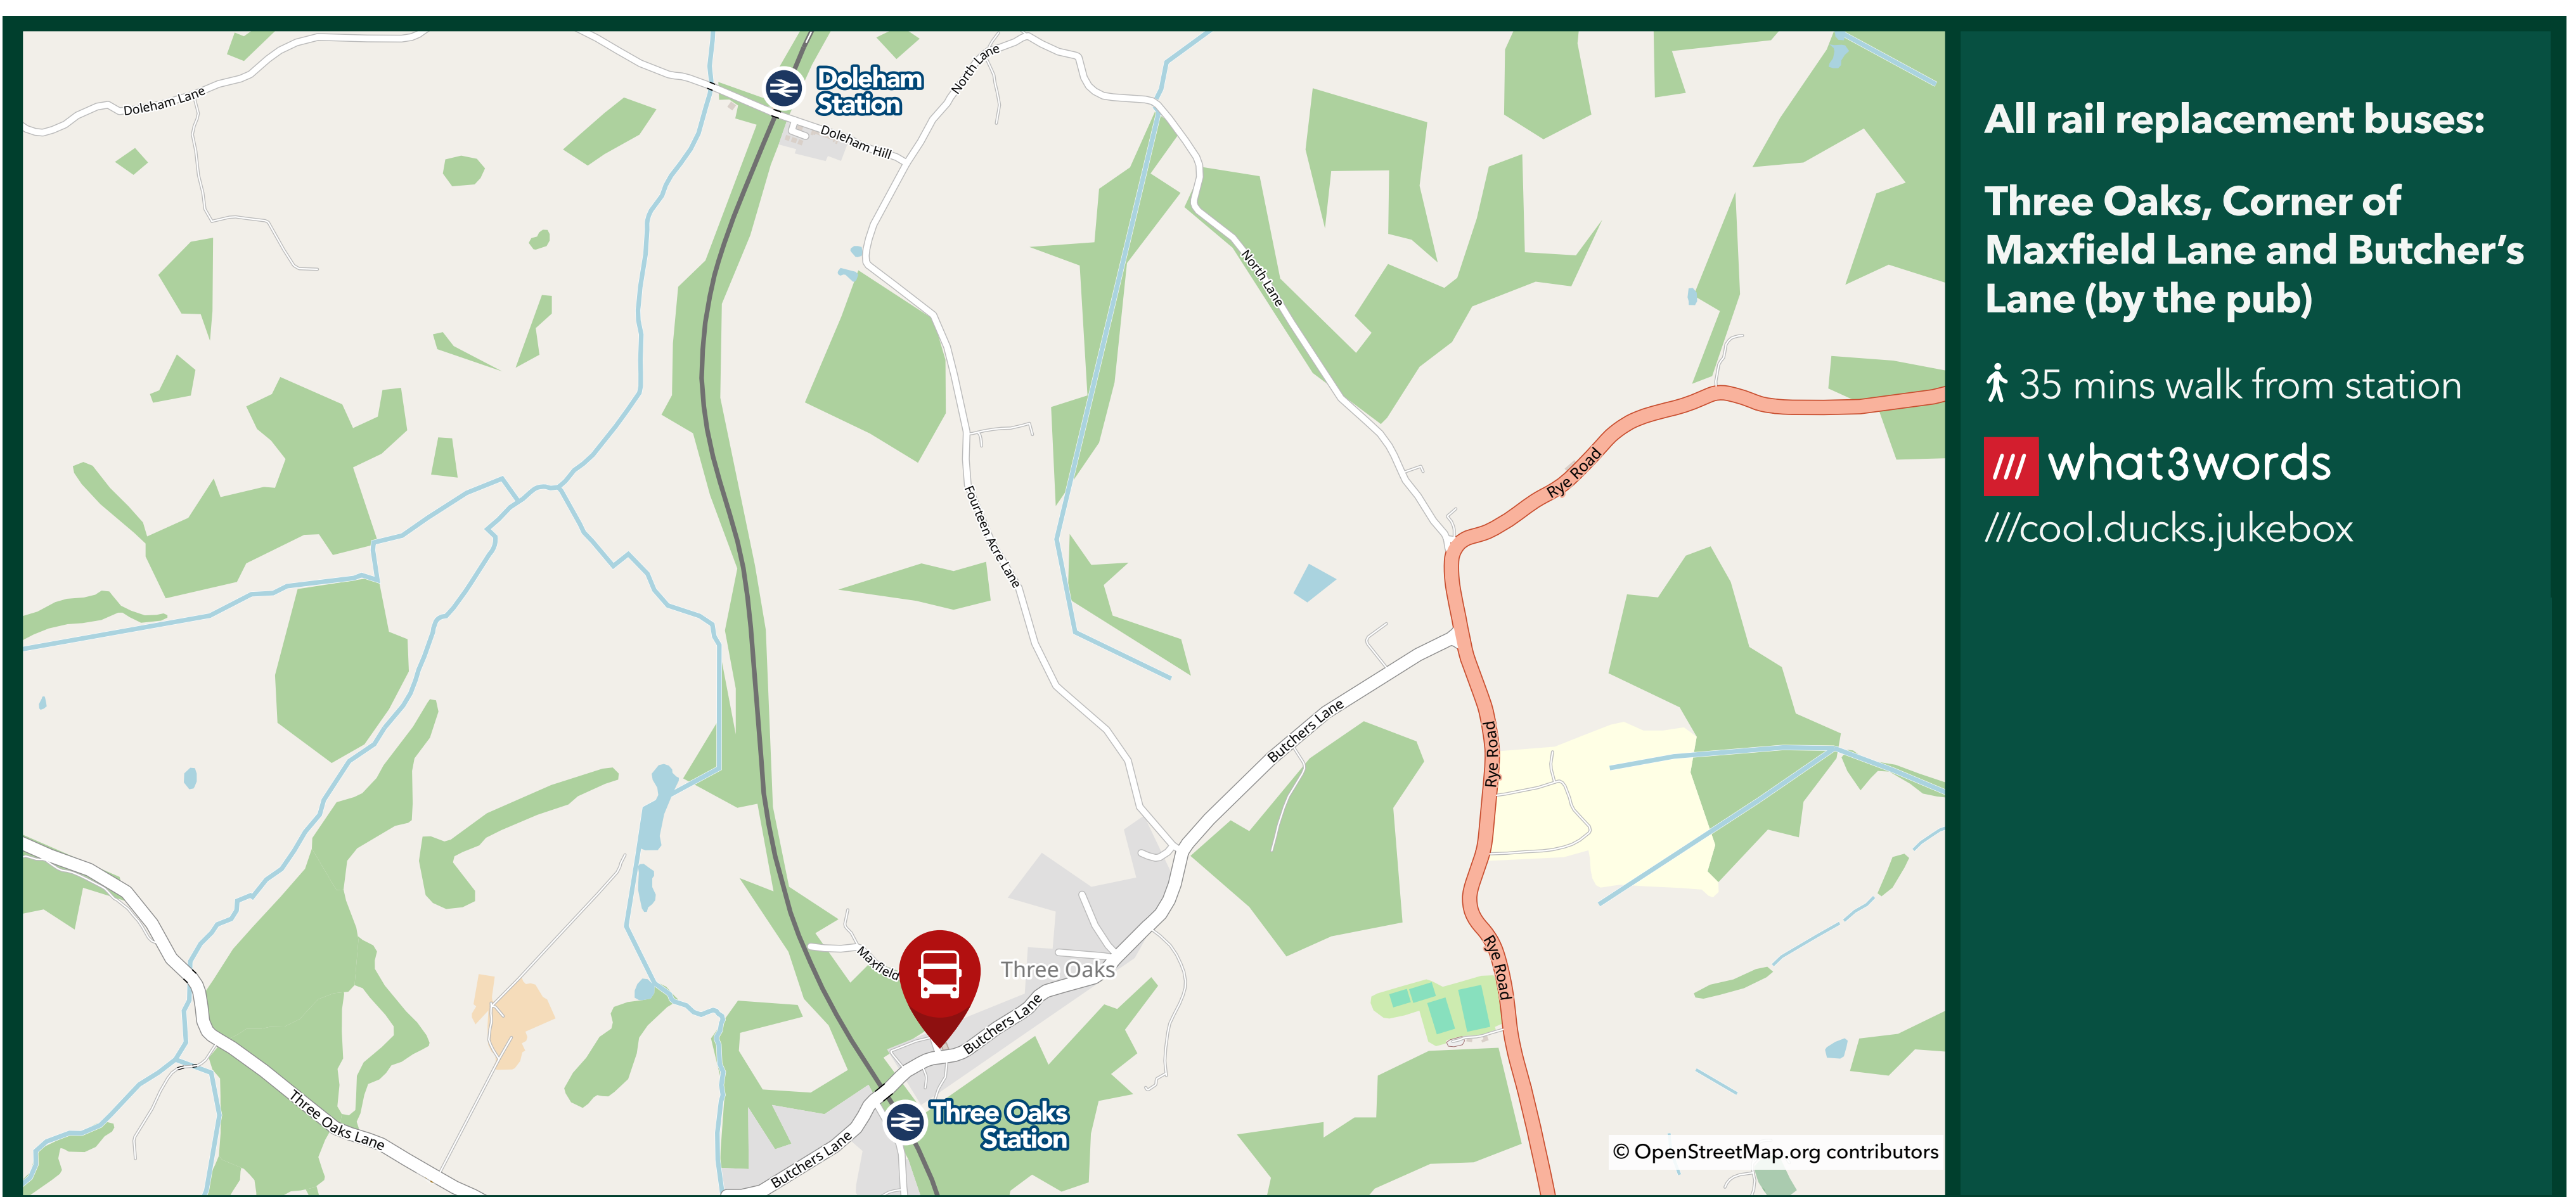 Doleham Lane
Doleham
Station
Doleham Hill
North Lane
North Lane
Fourteen Acre Lane
Rye Road
Rye Road
Rye Road
Butchers Lane
Maxfield
Three Oaks
Butchers Lane
Three Oaks
Station
Butchers Lane
Three Oaks Lane
© OpenStreetMap.org contributors
All rail replacement buses:
Three Oaks, Corner of
Maxfield Lane and Butcher’s
Lane (by the pub)
35 mins walk from station
/// what3words
///cool.ducks.jukebox